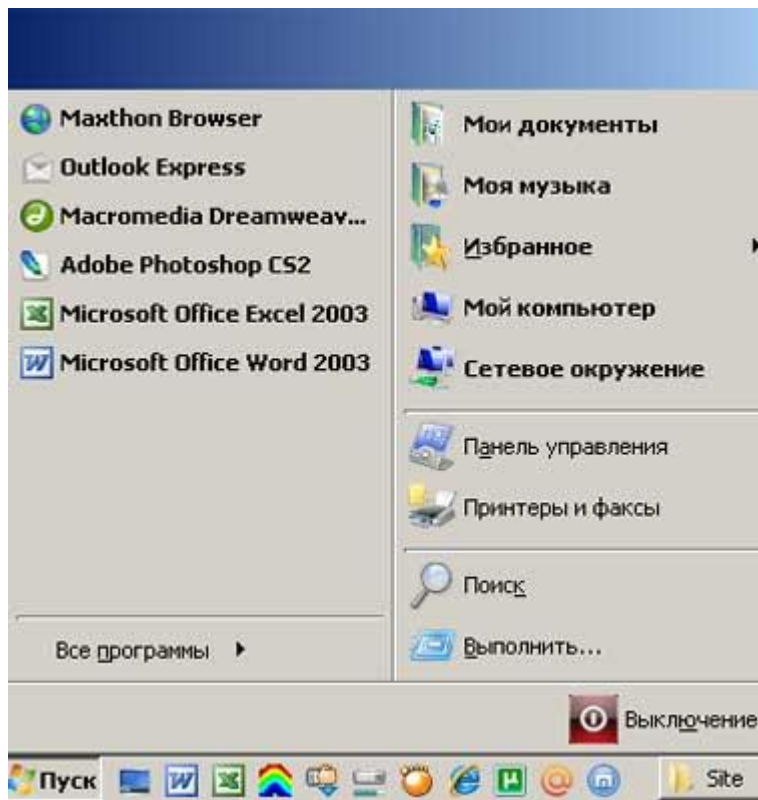 Maxthon Browser
Outlook Express
Macromedia Dreamweav...
Adobe Photoshop CS2
Microsoft Office Excel 2003
Microsoft Office Word 2003
Все программы
Мои документы
Моя музыка
Избранное
Мой компьютер
Сетевое окружение
Панель управления
Принтеры и факсы
Поиск
Выполнить...
Выключение
Пуск
Site